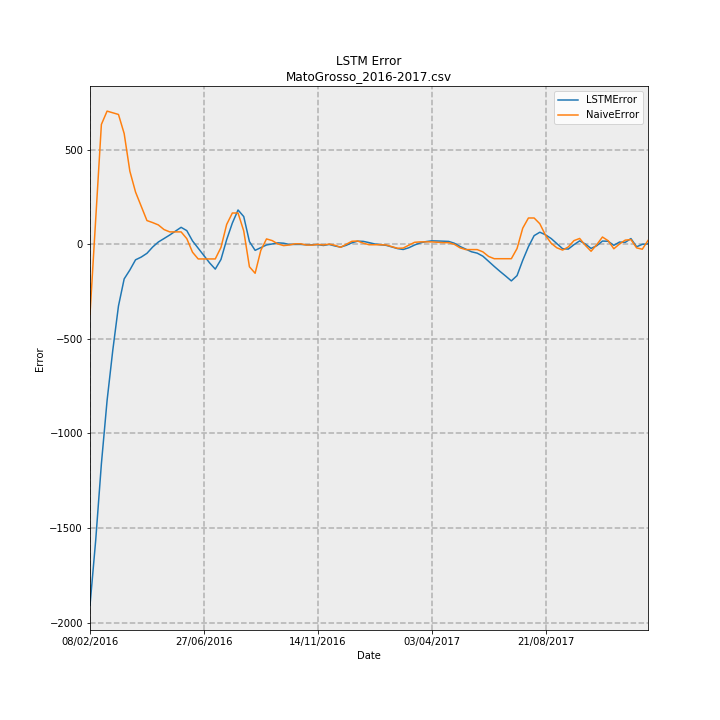 LSTM Error
MatoGrosso_2016-2017.csv
LSTMError
NaiveError
500
0
−500
−1000
−1500
−2000
Error
08/02/2016
27/06/2016
14/11/2016
03/04/2017
21/08/2017
Date